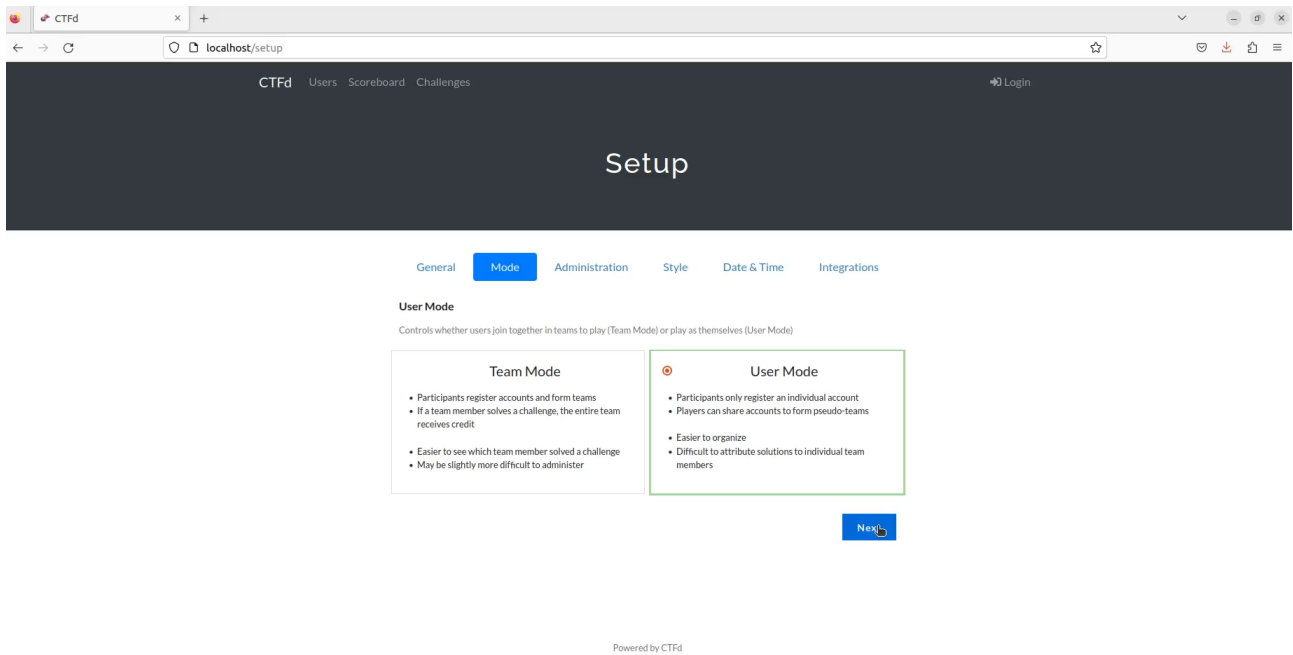 CTFd
localhost/setup
CTFd Users Scoreboard Challenges Login
Setup
General Mode Administration Style Date & Time Integrations
User Mode
Controls whether users join together in teams to play (Team Mode) or play as themselves (User Mode)
Team Mode
• Participants register accounts and form teams
• If a team member solves a challenge, the entire team
receives credit
• Easier to see which team member solved a challenge
• May be slightly more difficult to administer
User Mode
• Participants only register an individual account
• Players can share accounts to form pseudo-teams
• Easier to organize
• Difficult to attribute solutions to individual team
members
Next
Powered by CTFd